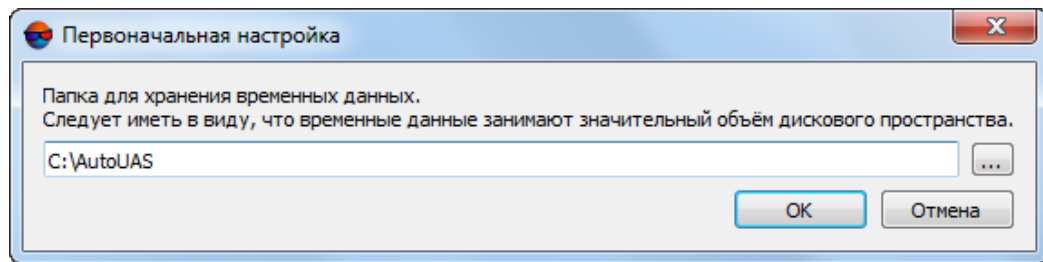 Первоначальная настройка
Папка для хранения временных данных.
Следует иметь в виду, что временные данные занимают значительный объём дискового пространства.
C:\AutoUAS
...
OK
Отмена